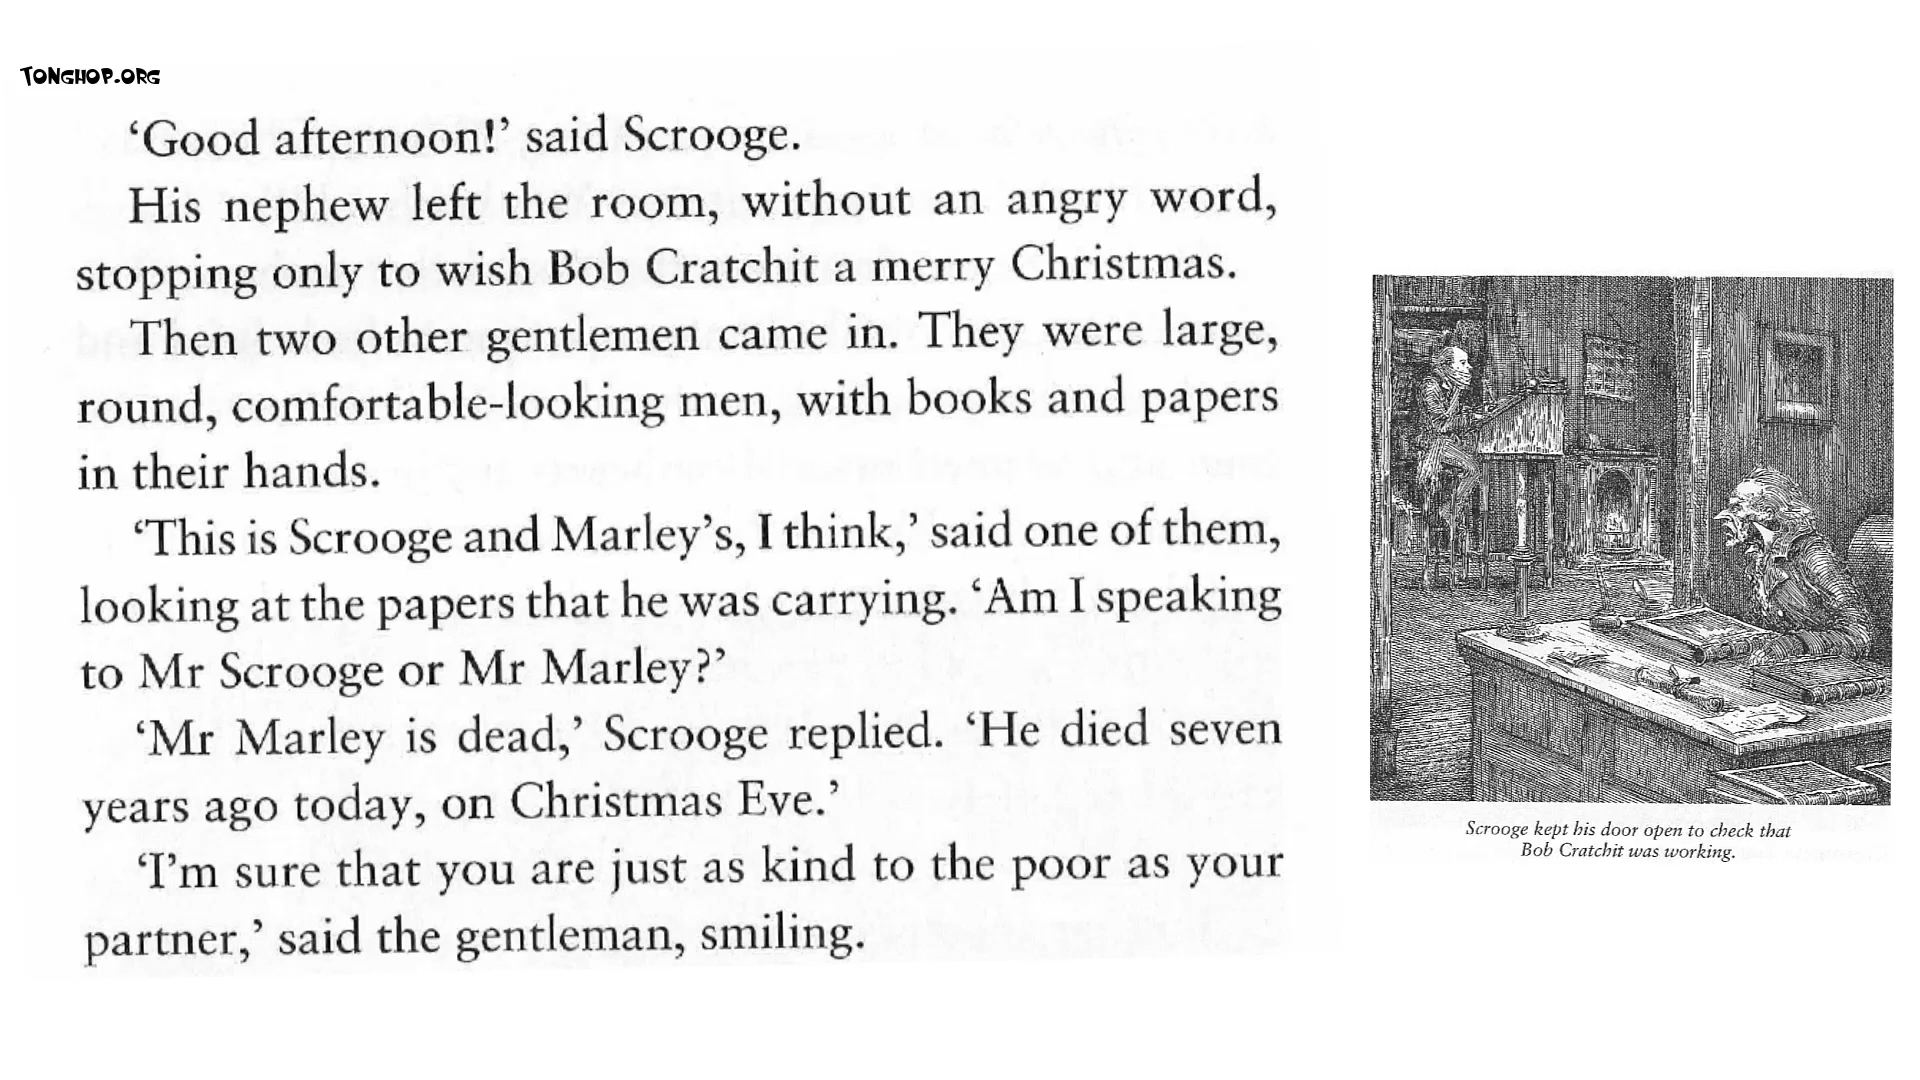 TONGHOP.ORG
‘Good afternoon!’ said Scrooge.
His nephew left the room, without an angry word,
stopping only to wish Bob Cratchit a merry Christmas.
Then two other gentlemen came in. They were large,
round, comfortable-looking men, with books and papers
in their hands.
‘This is Scrooge and Marley’s, I think,’ said one of them,
looking at the papers that he was carrying. ‘Am I speaking
to Mr Scrooge or Mr Marley?’
‘Mr Marley is dead,’ Scrooge replied. ‘He died seven
years ago today, on Christmas Eve.’
‘I’m sure that you are just as kind to the poor as your
partner,’ said the gentleman, smiling.
Scrooge kept his door open to check that
Bob Cratchit was working.